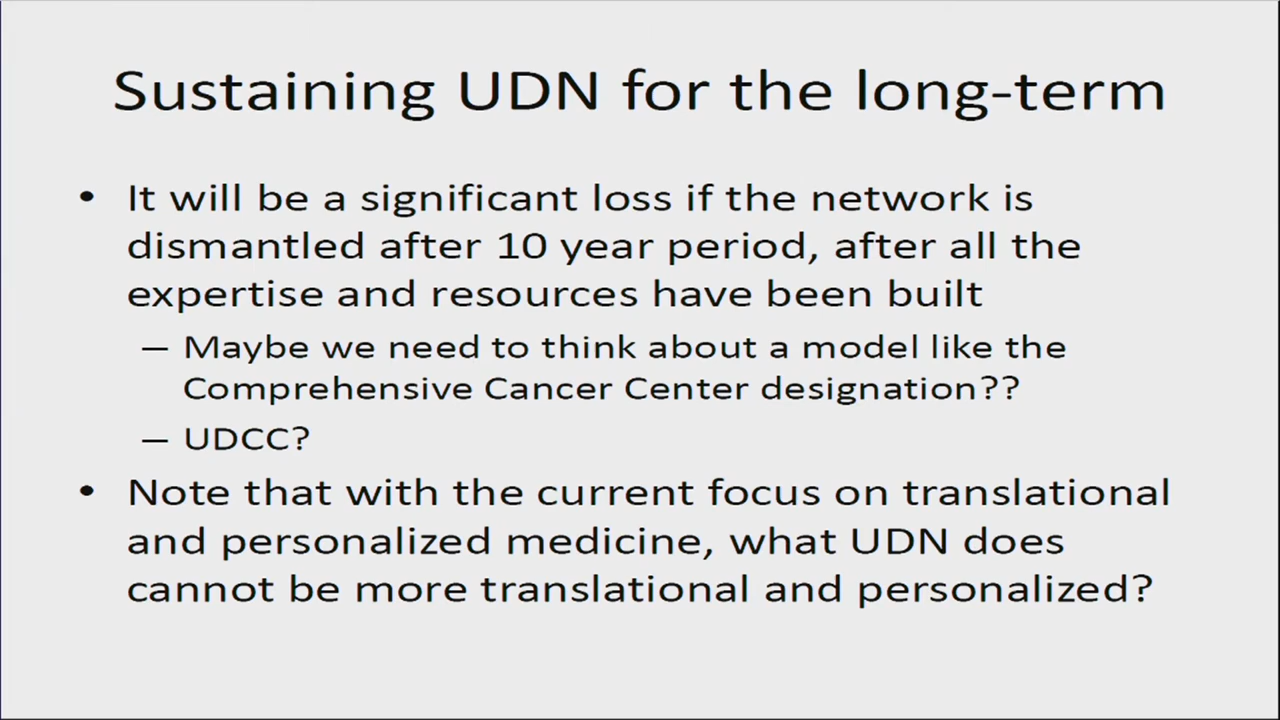 Sustaining UDN for the long-term
• It will be a significant loss if the network is
dismantled after 10 year period, after all the
expertise and resources have been built
– Maybe we need to think about a model like the
Comprehensive Cancer Center designation??
– UDCC?
• Note that with the current focus on translational
and personalized medicine, what UDN does
cannot be more translational and personalized?